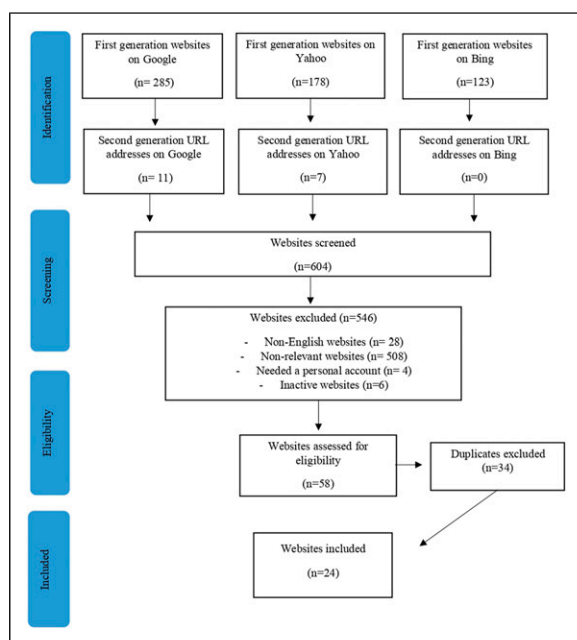 Identification
First generation websites
on Google
(n= 285)
First generation websites on
Yahoo
(n=178)
First generation websites
on Bing
(n=123)
Second generation URL
addresses on Google
(n= 11)
Second generation URL
addresses on Yahoo
(n=7)
Second generation URL
addresses on Bing
(n=0)
Screening
Websites screened
(n=604)
Websites excluded (n=546)
- Non-English websites (n= 28)
- Non-relevant websites (n= 508)
- Needed a personal account (n= 4)
- Inactive websites (n=6)
Eligibility
Websites assessed for
eligibility
(n=58)
Duplicates excluded
(n=34)
Included
Websites included
(n=24)